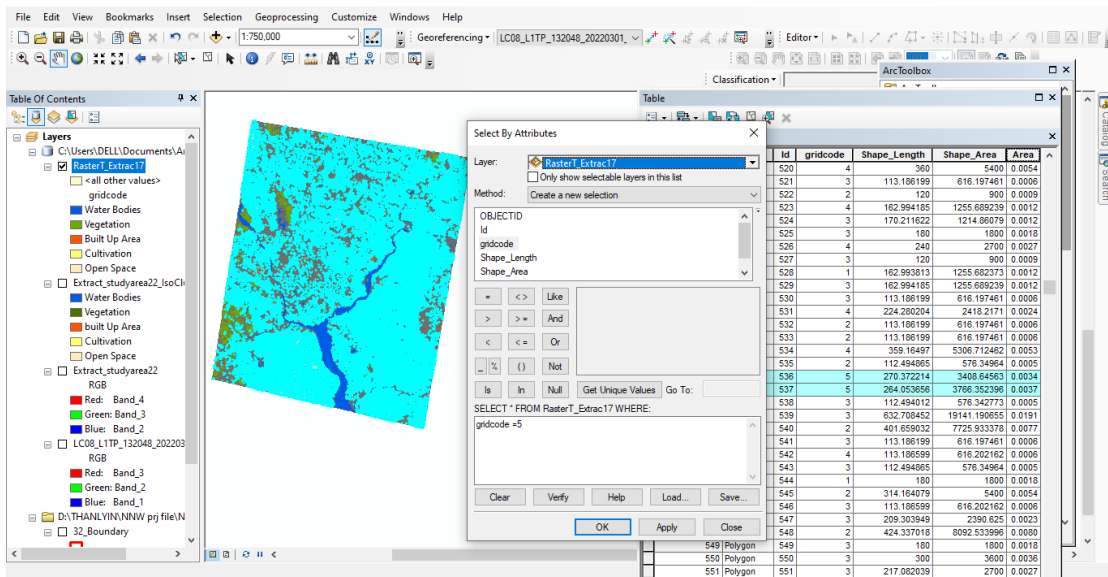 File Edit View Bookmarks Insert Selection Geoprocessing Customize Windows Help
1:750,000 Georeferencing LC08_L1TP_132048_20220301_ Editor
Classification
ArcToolbox
Table Of Contents
Layers
C:\Users\DELL\Documents\A
RasterT_Extrac17
<all other values>
gridcode
Water Bodies
Vegetation
Built Up Area
Cultivation
Open Space
Extract_studyarea22_IsoClu
Water Bodies
Vegetation
built Up Area
Cultivation
Open Space
Extract_studyarea22
RGB
Red: Band_4
Green: Band_3
Blue: Band_2
LC08_L1TP_132048_202203
RGB
Red: Band_3
Green: Band_2
Blue: Band_1
D:\THANLYIN\NNW prj file\N
32_Boundary
Select By Attributes
Layer: RasterT_Extrac17
Only show selectable layers in this list
Method: Create a new selection
OBJECTID
Id
gridcode
Shape_Length
Shape_Area
= < > Like
> > = And
< < = Or
_ % ( ) Not
Is In Null Get Unique Values Go To:
SELECT * FROM RasterT_Extrac17 WHERE:
gridcode =5
Clear Verify Help Load... Save...
OK Apply Close
Table
Id gridcode Shape_Length Shape_Area Area
520 4 360 5400 0.0054
521 3 113.186199 616.197461 0.0006
522 2 120 900 0.0009
523 4 162.994185 1255.689239 0.0012
524 3 170.211622 1214.86079 0.0012
525 3 180 1800 0.0018
526 4 240 2700 0.0027
527 3 120 900 0.0009
528 1 162.993813 1255.682373 0.0012
529 3 162.994185 1255.689239 0.0012
530 3 113.186199 616.197461 0.0006
531 4 224.280204 2418.2171 0.0024
532 2 113.186199 616.197461 0.0006
533 2 113.186199 616.197461 0.0006
534 4 359.16497 5306.712462 0.0053
535 2 112.494865 576.34964 0.0005
536 5 270.372214 3408.64563 0.0034
537 5 264.053656 3766.352396 0.0037
538 3 112.494012 576.342773 0.0005
539 3 632.708452 19141.190655 0.0191
540 2 401.659032 7725.933378 0.0077
541 3 113.186199 616.197461 0.0006
542 4 113.186599 616.202162 0.0006
543 3 112.494865 576.34964 0.0005
544 1 180 1800 0.0018
545 2 314.164079 5400 0.0054
546 3 113.186599 616.202162 0.0006
547 3 209.303949 2390.625 0.0023
548 2 424.337018 8092.533996 0.0080
549 Polygon 549 3 180 1800 0.0018
550 Polygon 550 3 300 3600 0.0036
551 Polygon 551 3 217.082039 2700 0.0027
Catalog
Search